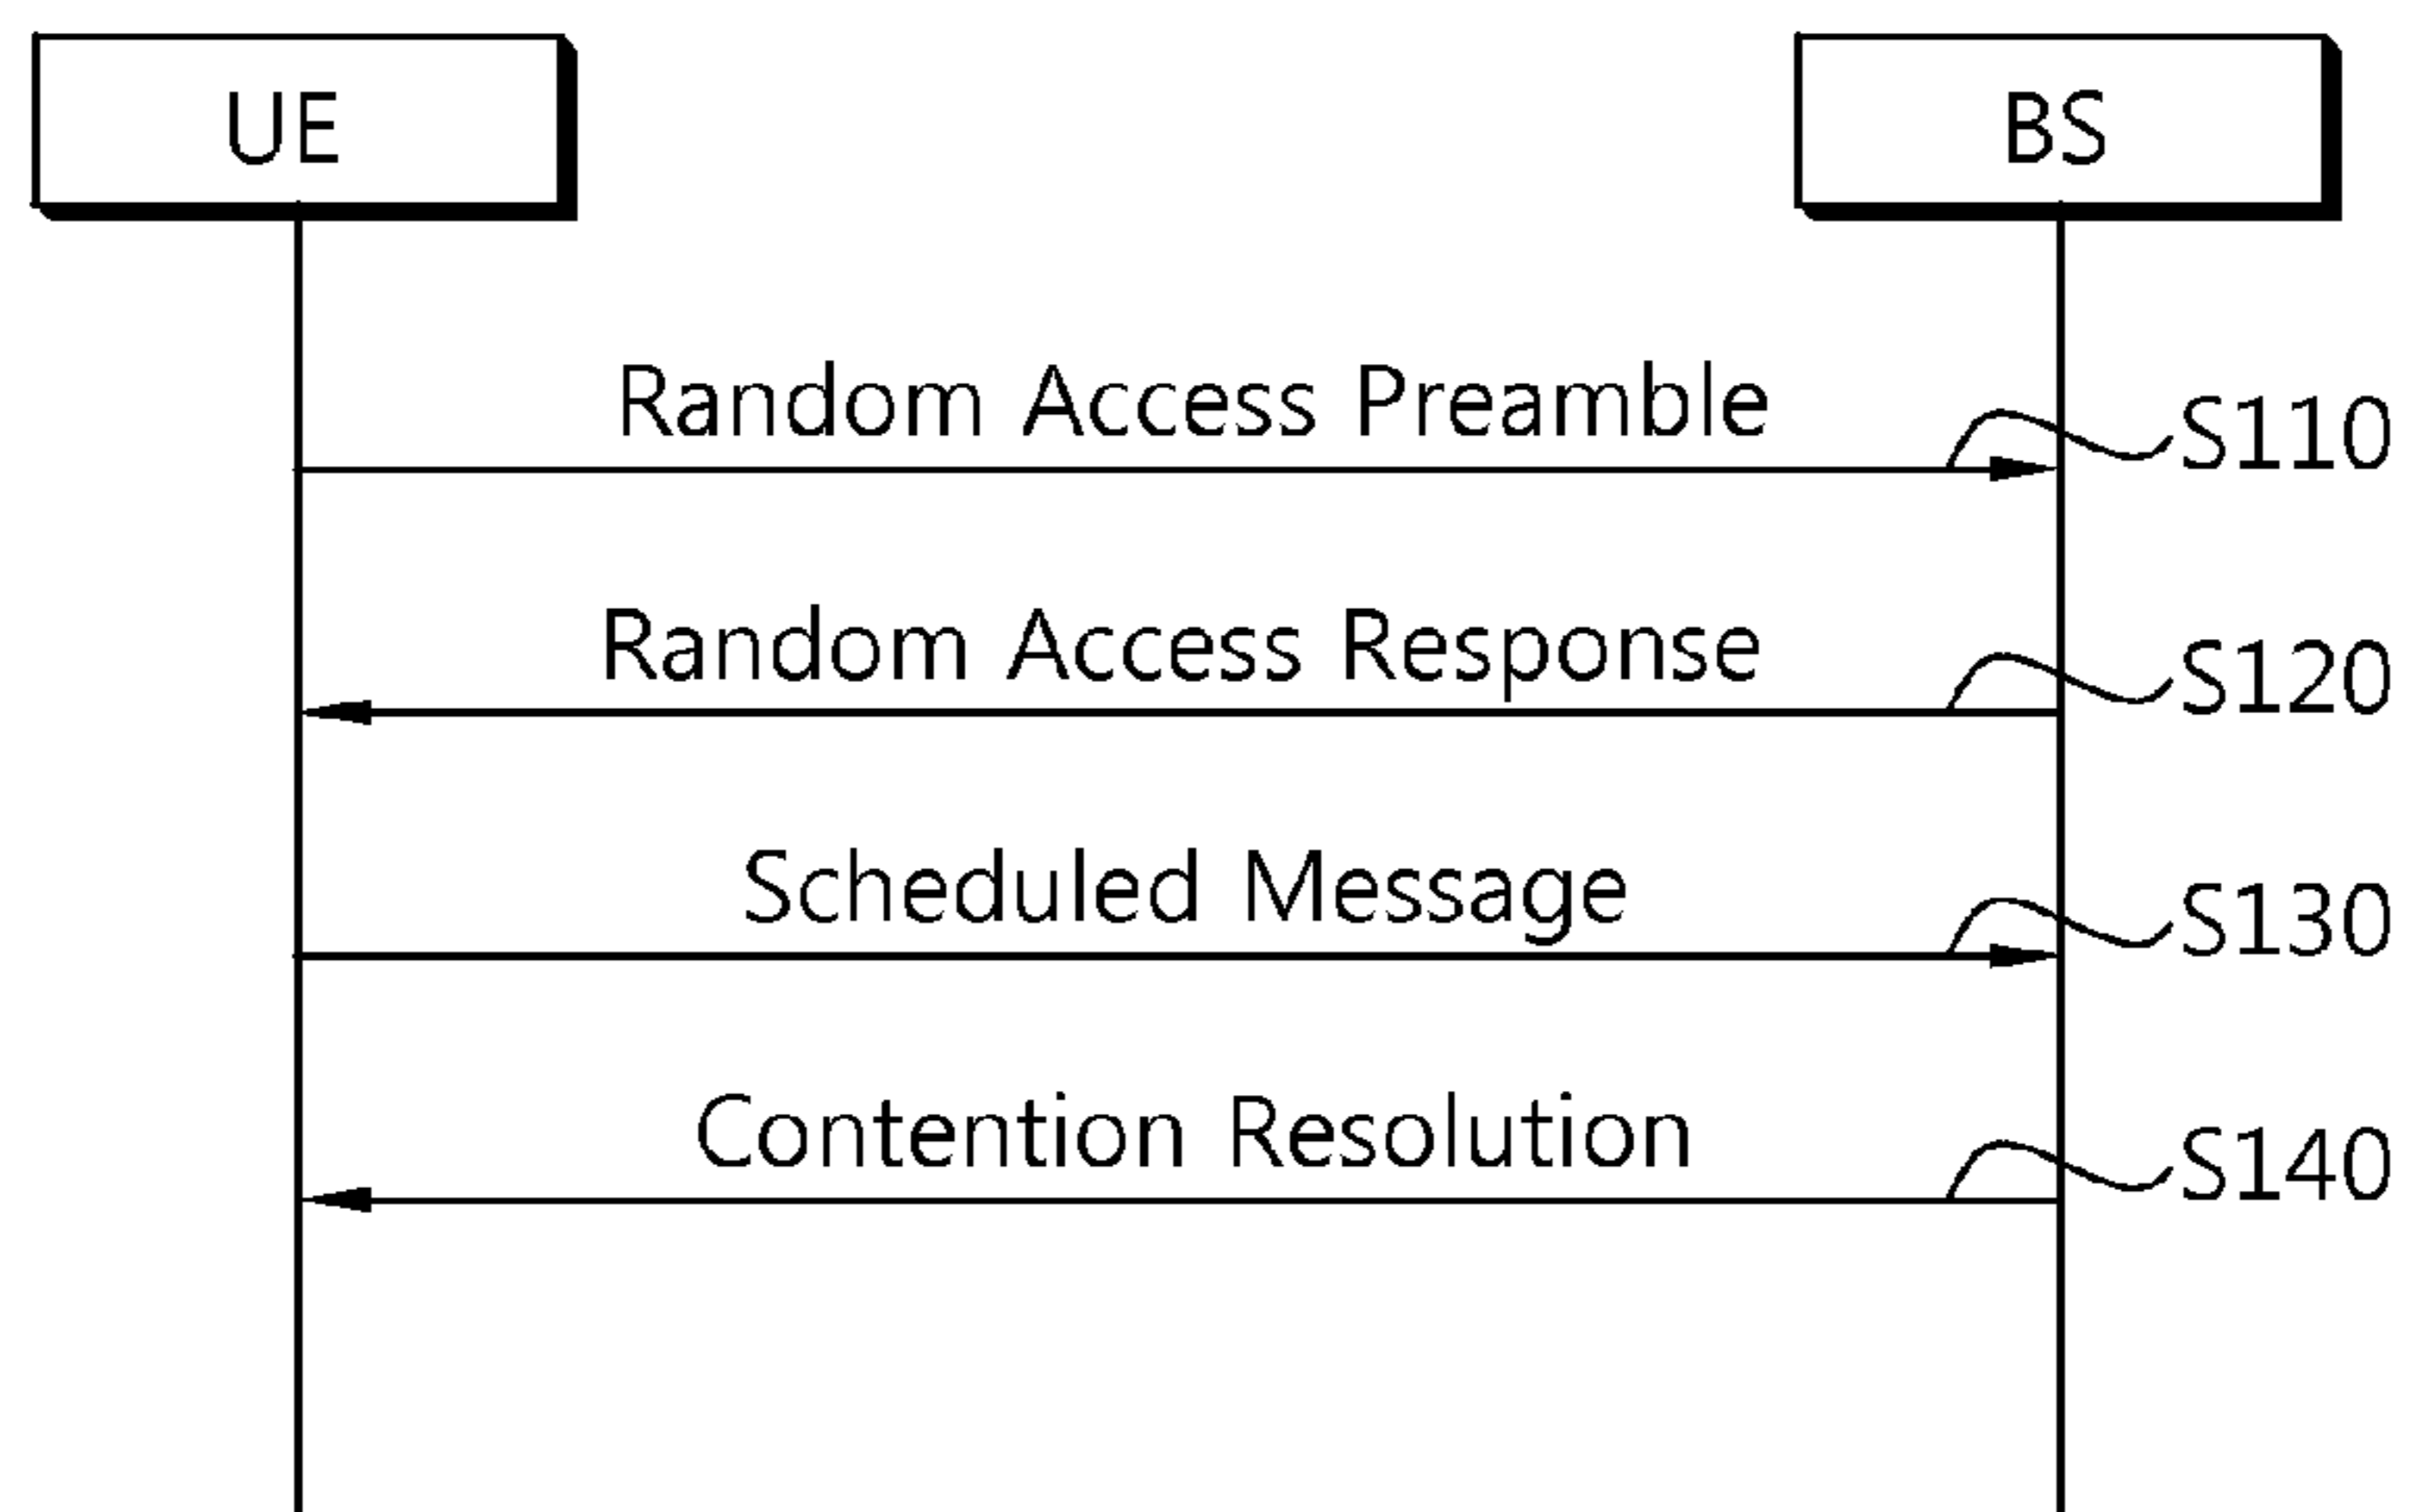 UE
BS
Random Access Preamble
S110
Random Access Response
S120
Scheduled Message
S130
Contention Resolution
S140